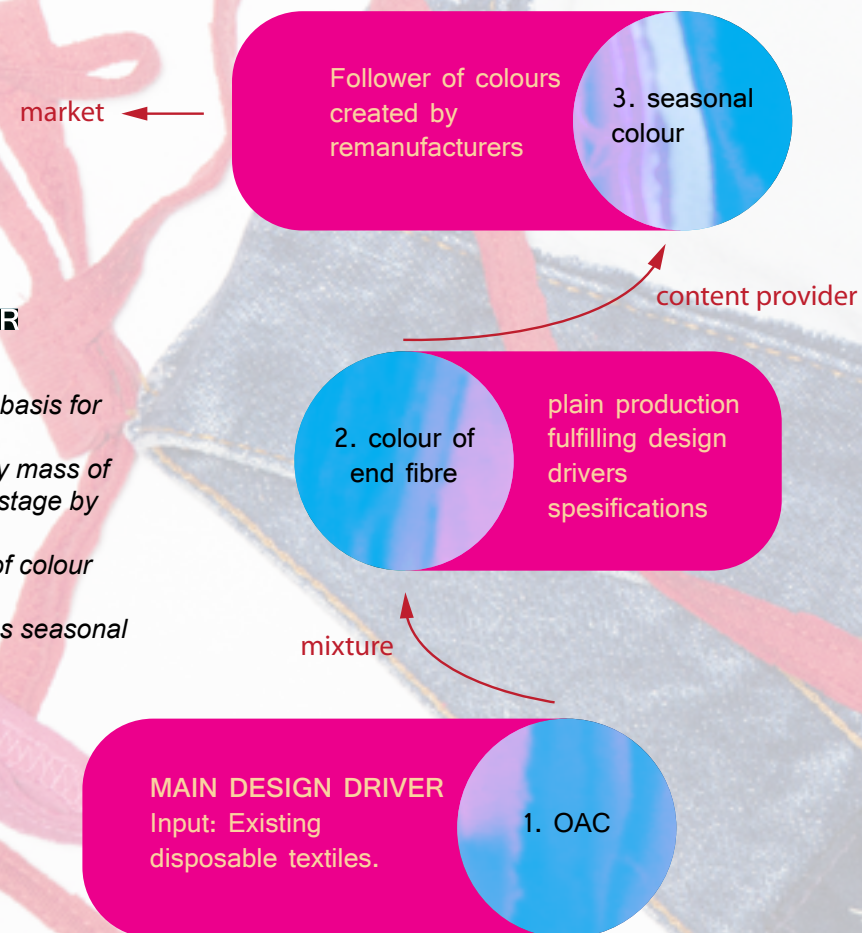 Follower of colours
created by
remanufacturers
3. seasonal
colour
market
content provider
R
basis for
y mass of
stage by
of colour
s seasonal
2. colour of
end fibre
plain production
fulfilling design
drivers
spesifications
mixture
MAIN DESIGN DRIVER
Input: Existing
disposable textiles.
1. OAC